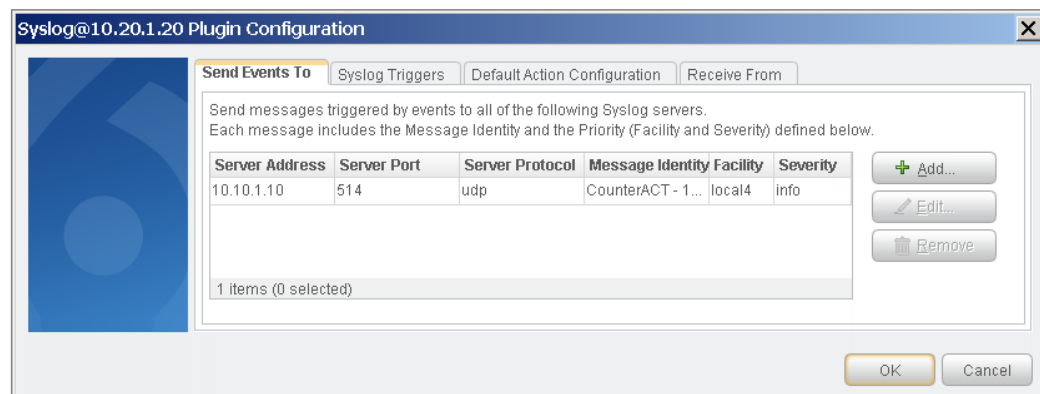 Syslog@10.20.1.20 Plugin Configuration
Send Events To Syslog Triggers Default Action Configuration Receive From
Send messages triggered by events to all of the following Syslog servers.
Each message includes the Message Identity and the Priority (Facility and Severity) defined below.
Server Address Server Port Server Protocol Message Identity Facility Severity
10.10.1.10 514 udp CounterACT - 1... local4 info
Add...
Edit...
Remove
1 items (0 selected)
OK Cancel